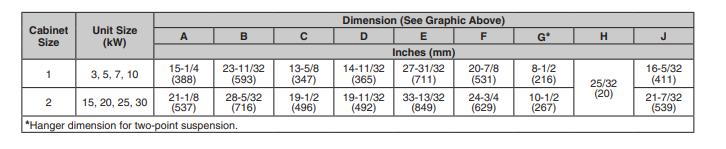 Cabinet Size Unit Size (kW) Dimension (See Graphic Above)
A B C D E F G* H J
Inches (mm)
1 3, 5, 7, 10 15-1/4 (388) 23-11/32 (593) 13-5/8 (347) 14-11/32 (365) 27-31/32 (711) 20-7/8 (531) 8-1/2 (216) 25/32 (20) 16-5/32 (411)
2 15, 20, 25, 30 21-1/8 (537) 28-5/32 (716) 19-1/2 (496) 19-11/32 (492) 33-13/32 (849) 24-3/4 (629) 10-1/2 (267) 21-7/32 (539)
*Hanger dimension for two-point suspension.